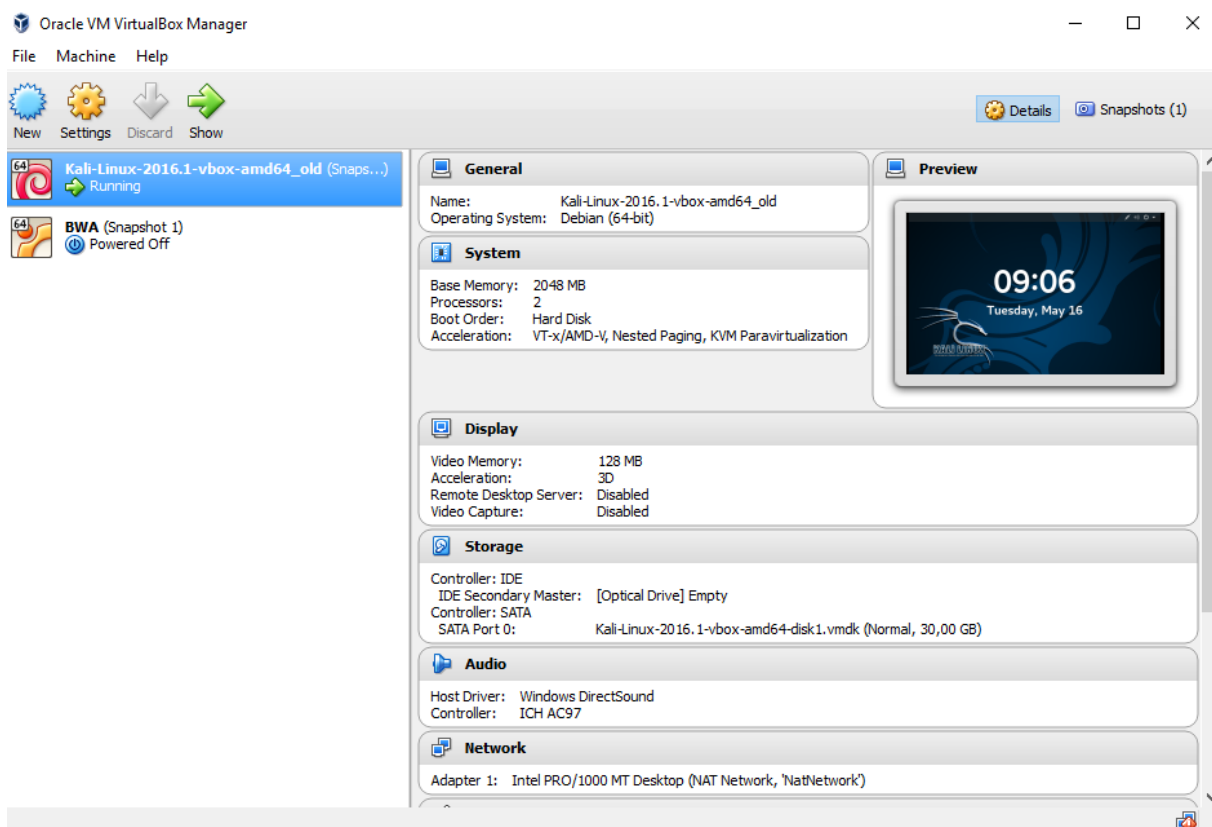 Oracle VM VirtualBox Manager
File Machine Help
New Settings Discard Show
Details Snapshots (1)
64 Kali-Linux-2016.1-vbox-amd64_old (Snaps...)
Running
64 BWA (Snapshot 1)
Powered Off
General
Name: Kali-Linux-2016.1-vbox-amd64_old
Operating System: Debian (64-bit)
System
Base Memory: 2048 MB
Processors: 2
Boot Order: Hard Disk
Acceleration: VT-x/AMD-V, Nested Paging, KVM Paravirtualization
Preview
09:06
Tuesday, May 16
KALI LINUX
Display
Video Memory: 128 MB
Acceleration: 3D
Remote Desktop Server: Disabled
Video Capture: Disabled
Storage
Controller: IDE
IDE Secondary Master: [Optical Drive] Empty
Controller: SATA
SATA Port 0: Kali-Linux-2016.1-vbox-amd64-disk1.vmdk (Normal, 30,00 GB)
Audio
Host Driver: Windows DirectSound
Controller: ICH AC97
Network
Adapter 1: Intel PRO/1000 MT Desktop (NAT Network, 'NatNetwork')